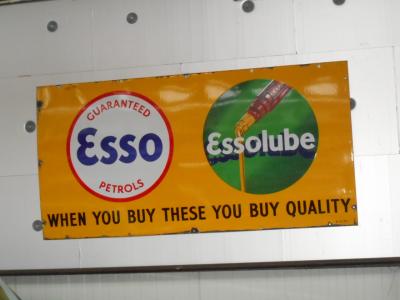 GUARANTEED
Esso
PETROLS
Essolube
WHEN YOU BUY THESE YOU BUY QUALITY